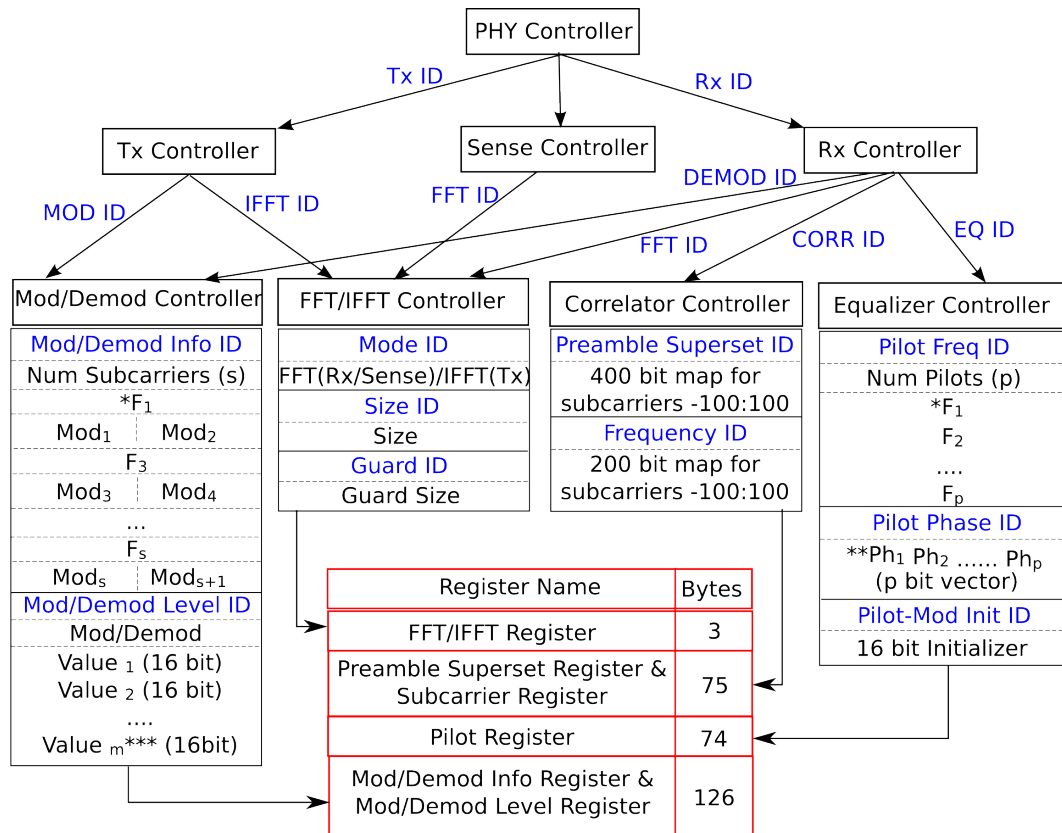 PHY Controller
Tx ID
Rx ID
Tx Controller
Sense Controller
Rx Controller
MOD ID
IFFT ID
FFT ID
DEMOD ID
FFT ID
CORR ID
EQ ID
Mod/Demod Controller
Mod/Demod Info ID
Num Subcarriers (s)
*F1
Mod1 Mod2
F3
Mod3 Mod4
...
Fs
Mods Mods+1
Mod/Demod Level ID
Mod/Demod
Value 1 (16 bit)
Value 2 (16 bit)
....
Value m*** (16bit)
FFT/IFFT Controller
Mode ID
FFT(Rx/Sense)/IFFT(Tx)
Size ID
Size
Guard ID
Guard Size
Correlator Controller
Preamble Superset ID
400 bit map for
subcarriers -100:100
Frequency ID
200 bit map for
subcarriers -100:100
Equalizer Controller
Pilot Freq ID
Num Pilots (p)
*F1
F2
....
Fp
Pilot Phase ID
**Ph1 Ph2 ...... Php
(p bit vector)
Pilot-Mod Init ID
16 bit Initializer
Register Name Bytes
FFT/IFFT Register 3
Preamble Superset Register &
Subcarrier Register 75
Pilot Register 74
Mod/Demod Info Register &
Mod/Demod Level Register 126